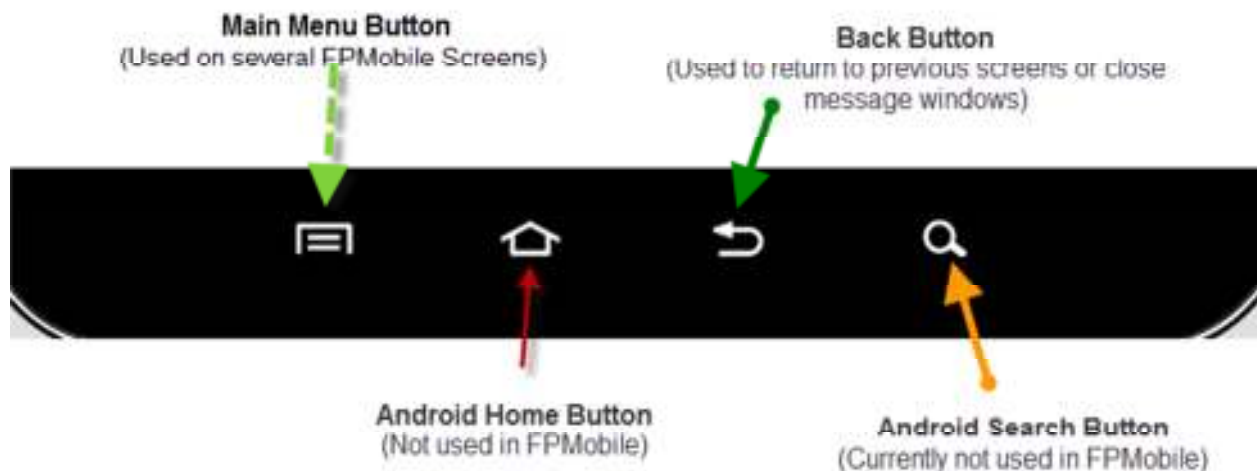 Main Menu Button
(Used on several FPMobile Screens)
Back Button
(Used to return to previous screens or close
message windows)
Android Home Button
(Not used in FPMobile)
Android Search Button
(Currently not used in FPMobile)